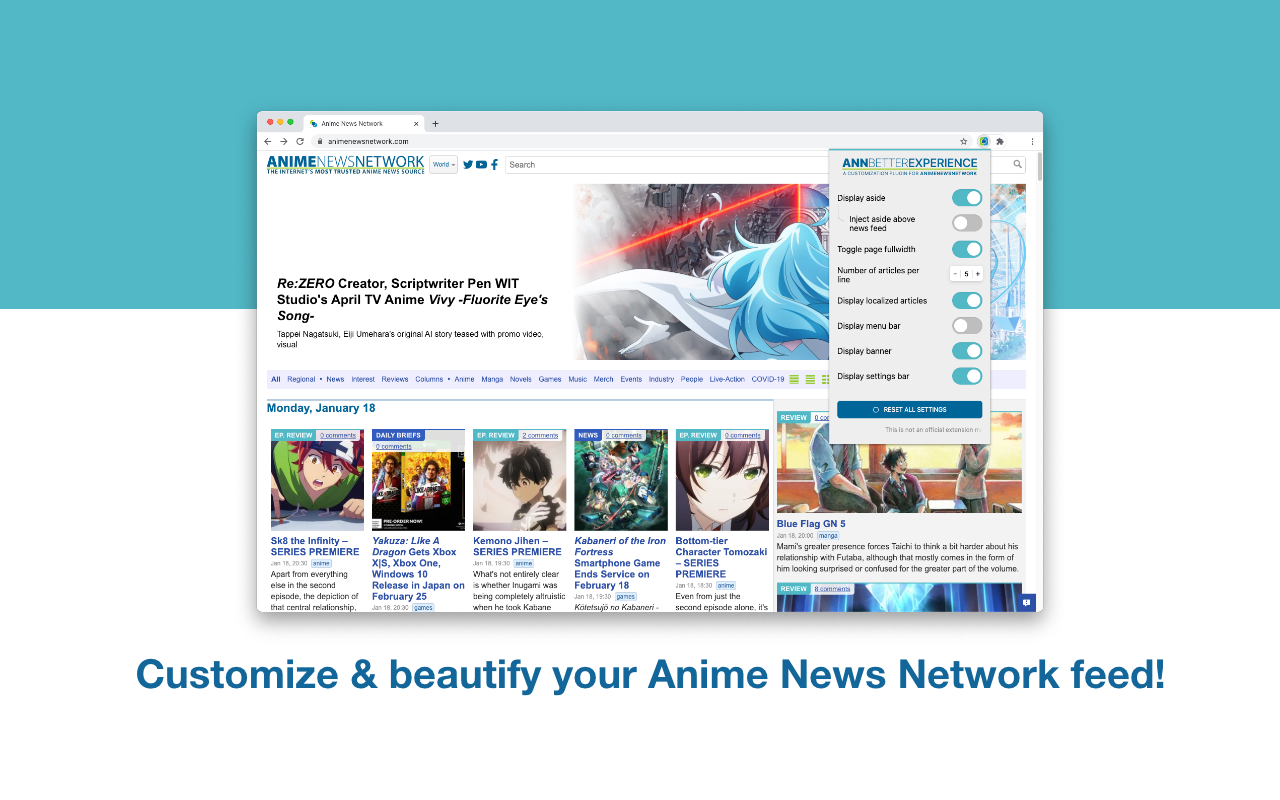 Anime News Network
animenewsnetwork.com
ANIMENEWSNETWORK
THE INTERNET'S MOST TRUSTED ANIME NEWS SOURCE
World
Search
ANNBETTEREXPERIENCE
A CUSTOMIZATION PLUGIN FOR ANIMENEWSNETWORK
Display aside
Inject aside above
news feed
Toggle page fullwidth
Number of articles per
line
- 5 +
Display localized articles
Display menu bar
Display banner
Display settings bar
RESET ALL SETTINGS
This is not an official extension
Re:ZERO Creator, Scriptwriter Pen WIT
Studio's April TV Anime Vivy -Fluorite Eye's
Song-
Tappei Nagatsuki, Eiji Umehara's original AI story teased with promo video,
visual
All Regional • News Interest Reviews Columns • Anime Manga Novels Games Music Merch Events Industry People Live-Action COVID-19
Monday, January 18
EP. REVIEW 0 comments
Sk8 the Infinity –
SERIES PREMIERE
Jan 18, 20:30 anime
Apart from everything
else in the second
episode, the depiction of
that central relationship,
DAILY BRIEFS
0 comments
PRE-ORDER NOW!
Yakuza: Like A
Dragon Gets Xbox
X|S, Xbox One,
Windows 10
Release in Japan on
February 25
Jan 18, 20:30 games
EP. REVIEW 2 comments
Kemono Jihen –
SERIES PREMIERE
Jan 18, 19:30 anime
What's not entirely clear
is whether Inugami was
being completely altruistic
when he took Kabane
NEWS 0 comments
Kabaneri of the Iron
Fortress
Smartphone Game
Ends Service on
February 18
Jan 18, 19:30 games
Kōtetsujō no Kabaneri -
EP. REVIEW 0 comments
Bottom-tier
Character Tomozaki
– SERIES
PREMIERE
Jan 18, 18:30 anime
Even from just the
second episode alone, it's
REVIEW 0 co
Blue Flag GN 5
Jan 18, 20:00 manga
Mami's greater presence forces Taichi to think a bit harder about his
relationship with Futaba, although that mostly comes in the form of
him looking surprised or confused for the greater part of the volume.
REVIEW 8 comments
Customize & beautify your Anime News Network feed!